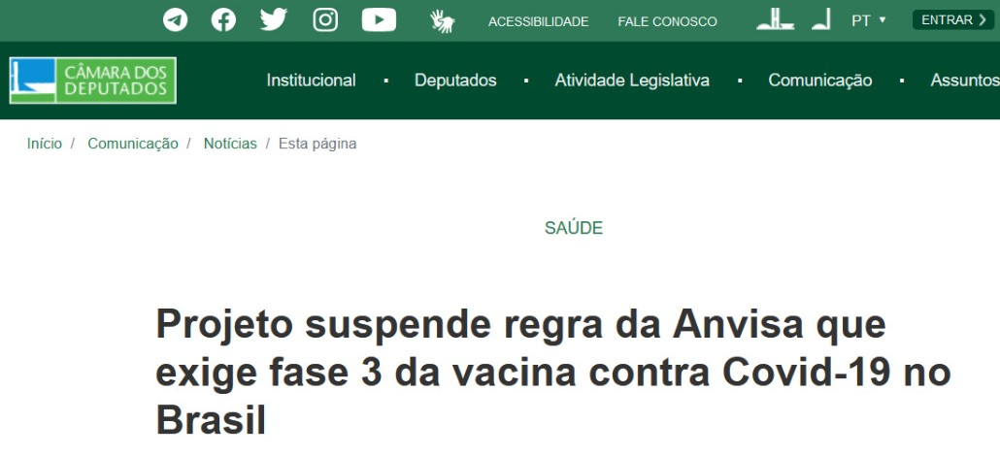 ACESSIBILIDADE FALE CONOSCO PT ▼ ENTRAR
CÂMARA DOS
DEPUTADOS
Institucional · Deputados · Atividade Legislativa · Comunicação · Assuntos
Início / Comunicação / Notícias / Esta página
SAÚDE
Projeto suspende regra da Anvisa que
exige fase 3 da vacina contra Covid-19 no
Brasil